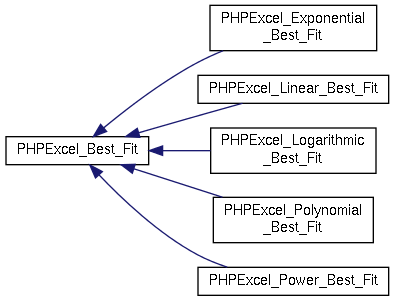 PHPExcel_Exponential
_Best_Fit
PHPExcel_Linear_Best_Fit
PHPExcel_Logarithmic
_Best_Fit
PHPExcel_Best_Fit
PHPExcel_Polynomial
_Best_Fit
PHPExcel_Power_Best_Fit